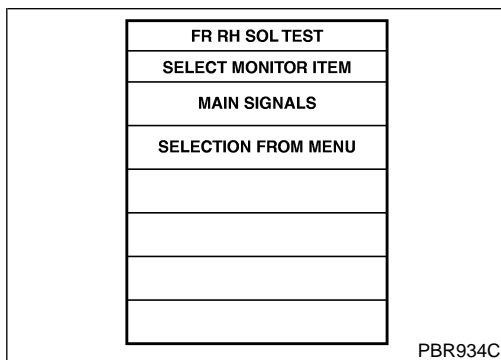 FR RH SOL TEST
SELECT MONITOR ITEM
MAIN SIGNALS
SELECTION FROM MENU
PBR934C